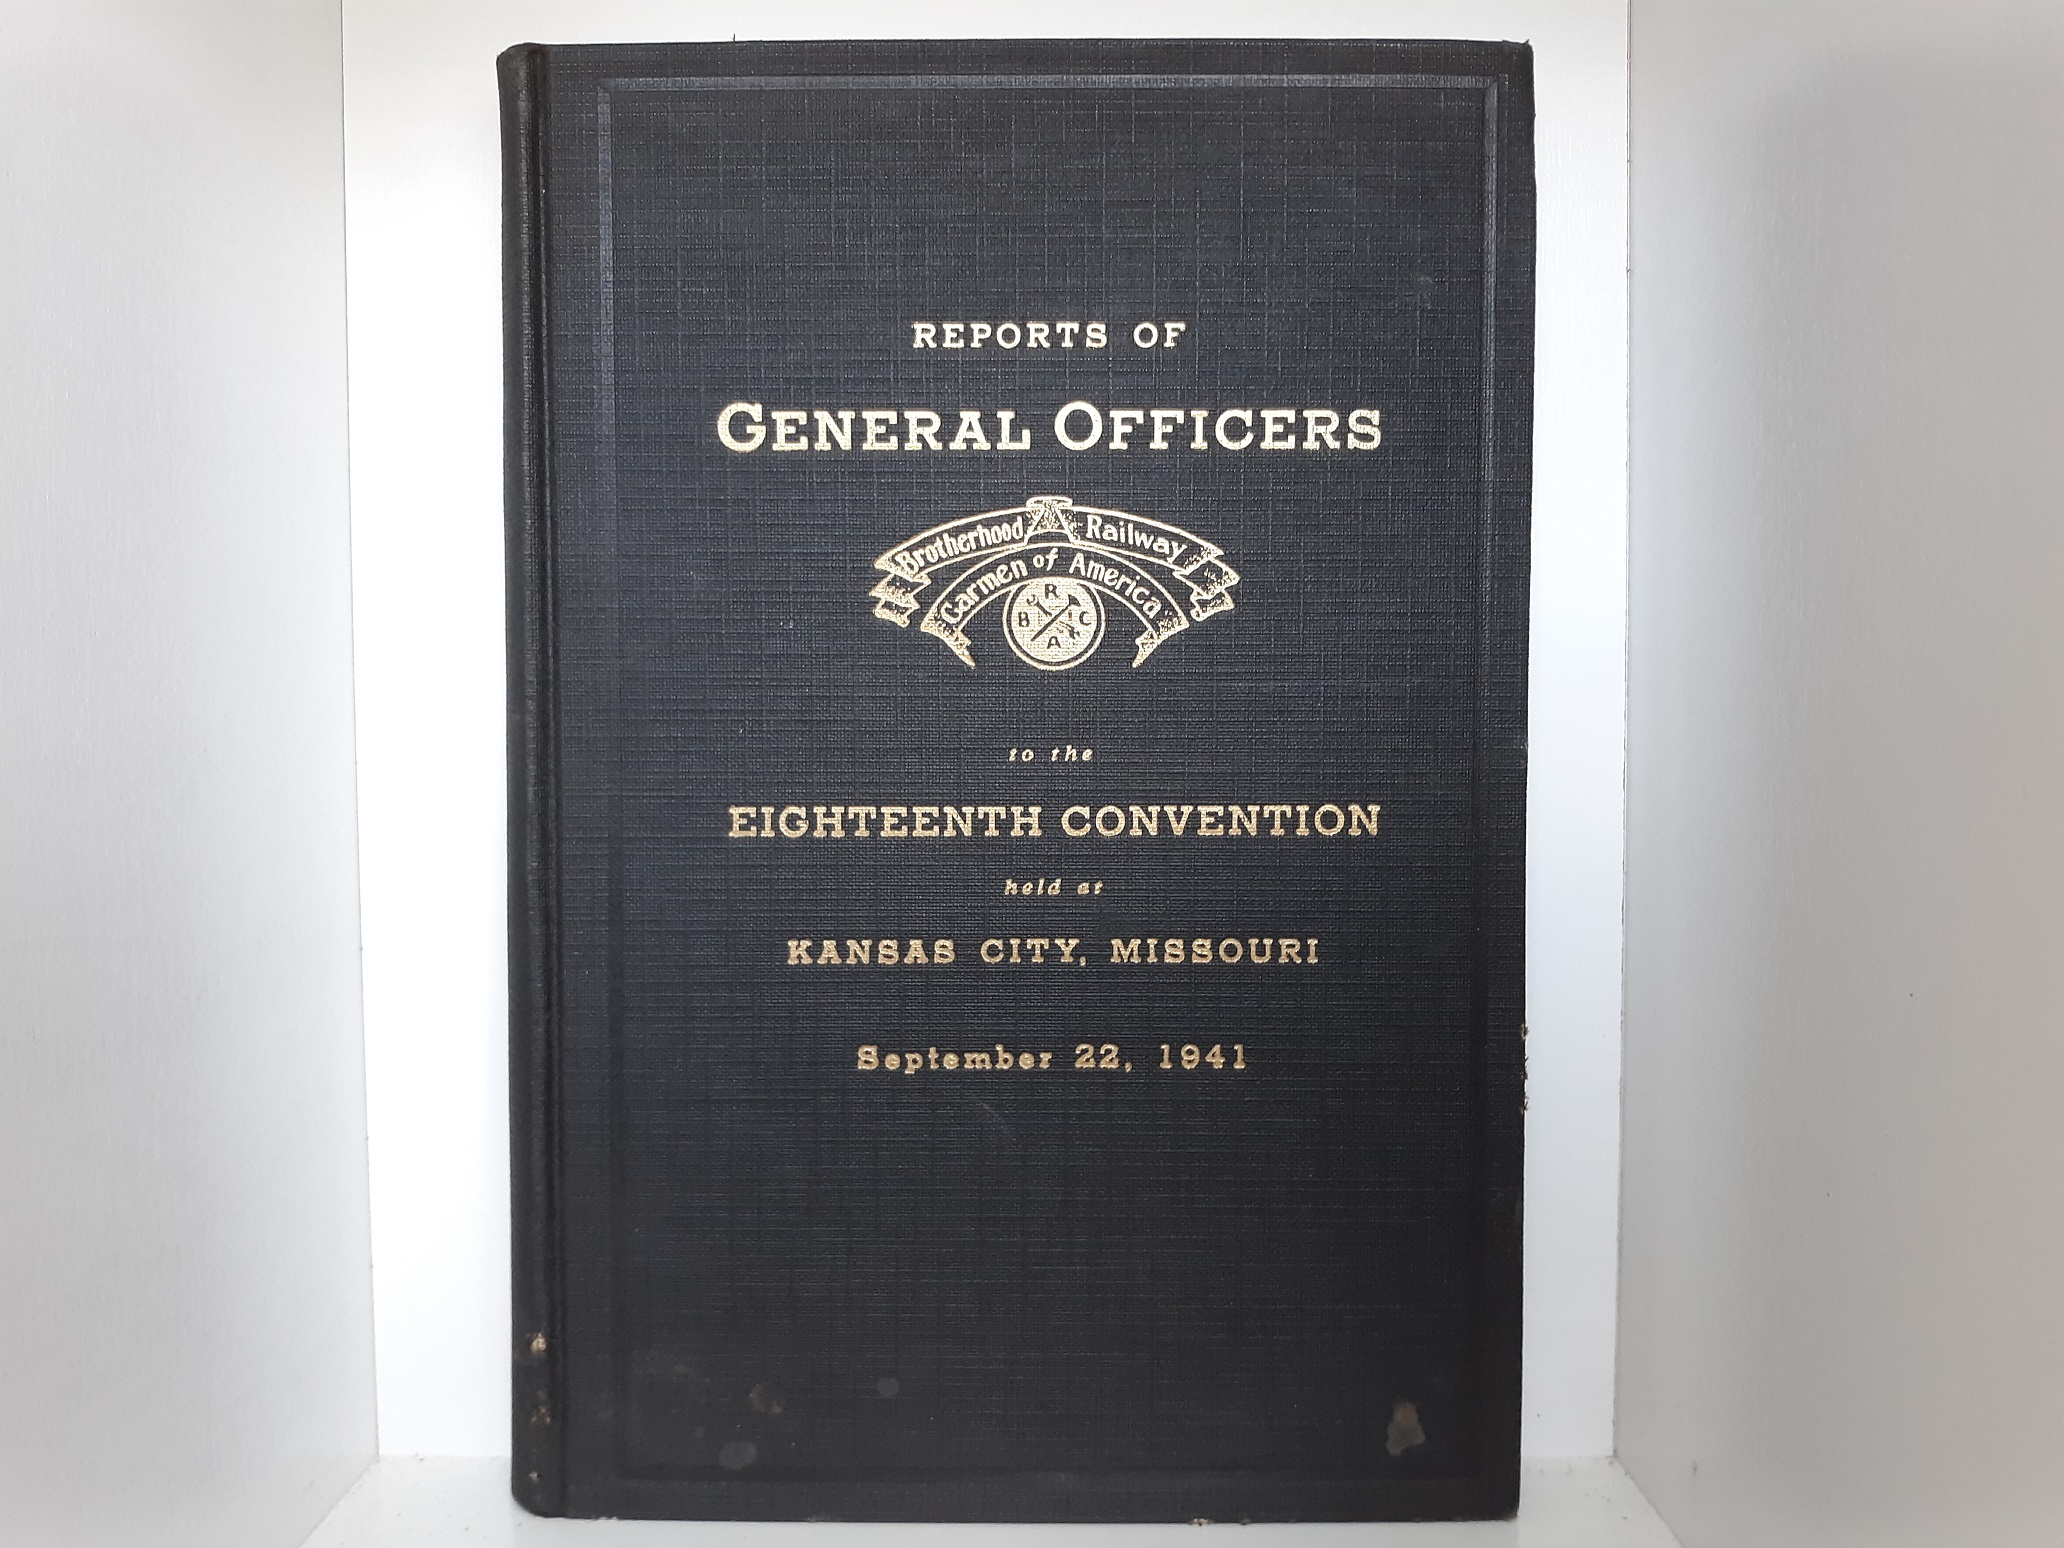 REPORTS OF
GENERAL OFFICERS
Brotherhood Railway
Carmen of America
B R C
A
to the
EIGHTEENTH CONVENTION
held at
KANSAS CITY, MISSOURI
September 22, 1941